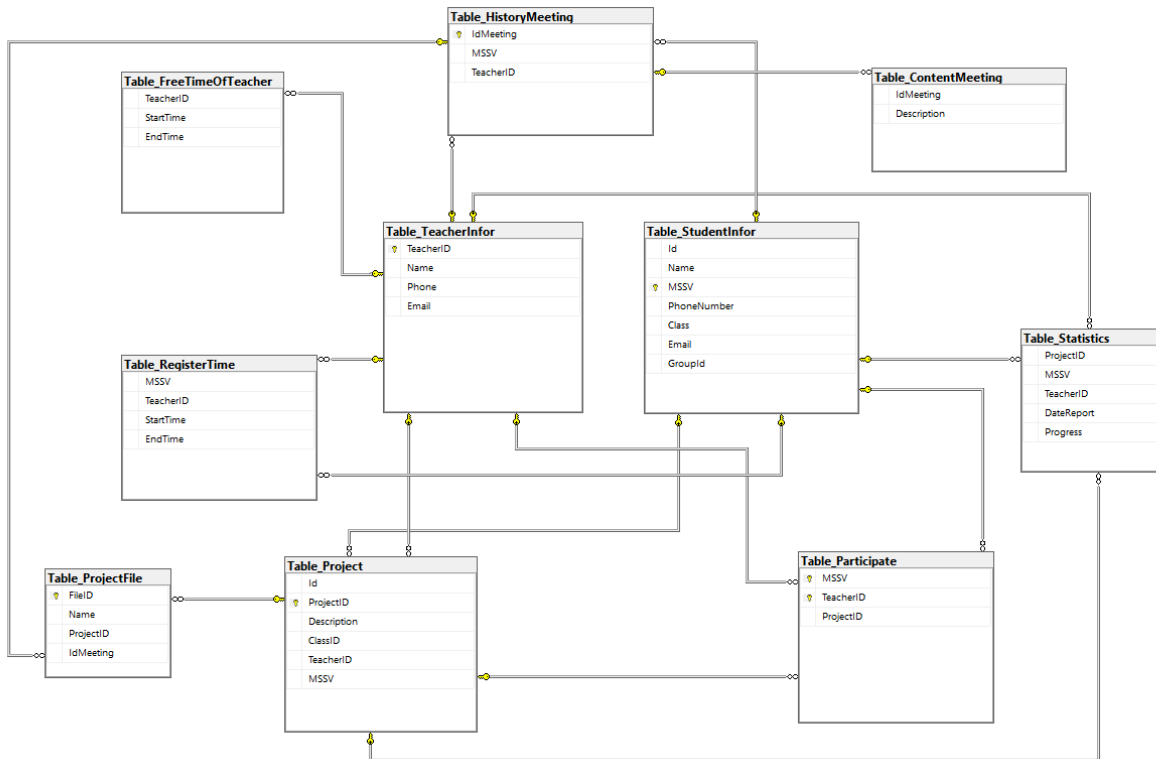 Table_HistoryMeeting
IdMeeting
MSSV
TeacherID
Table_FreeTimeOfTeacher
TeacherID
StartTime
EndTime
Table_ContentMeeting
IdMeeting
Description
Table_TeacherInfor
TeacherID
Name
Phone
Email
Table_StudentInfor
Id
Name
MSSV
PhoneNumber
Class
Email
GroupId
Table_Statistics
ProjectID
MSSV
TeacherID
DateReport
Progress
Table_RegisterTime
MSSV
TeacherID
StartTime
EndTime
Table_ProjectFile
FileID
Name
ProjectID
IdMeeting
Table_Project
Id
ProjectID
Description
ClassID
TeacherID
MSSV
Table_Participate
MSSV
TeacherID
ProjectID